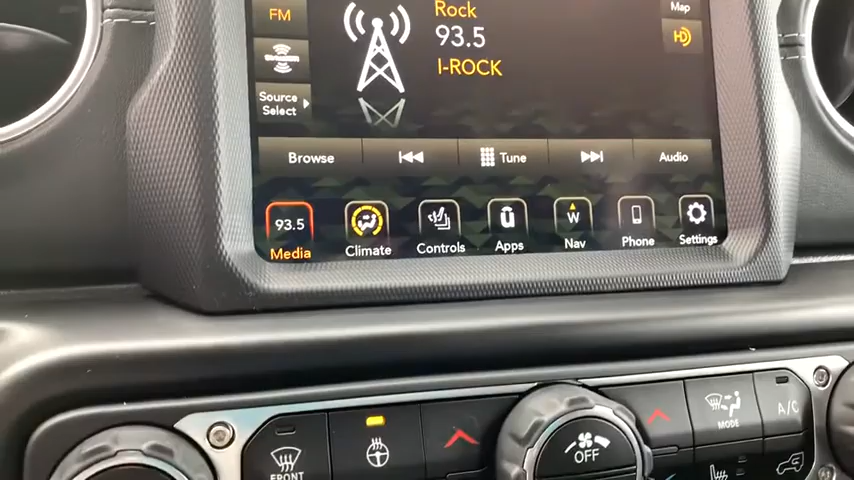 FM
Rock
Map
93.5
HD
I-ROCK
Source
Select
Browse
Tune
Audio
93.5
Media
Climate
Controls
Apps
W
Nav
Phone
Settings
FRONT
OFF
MODE
A/C